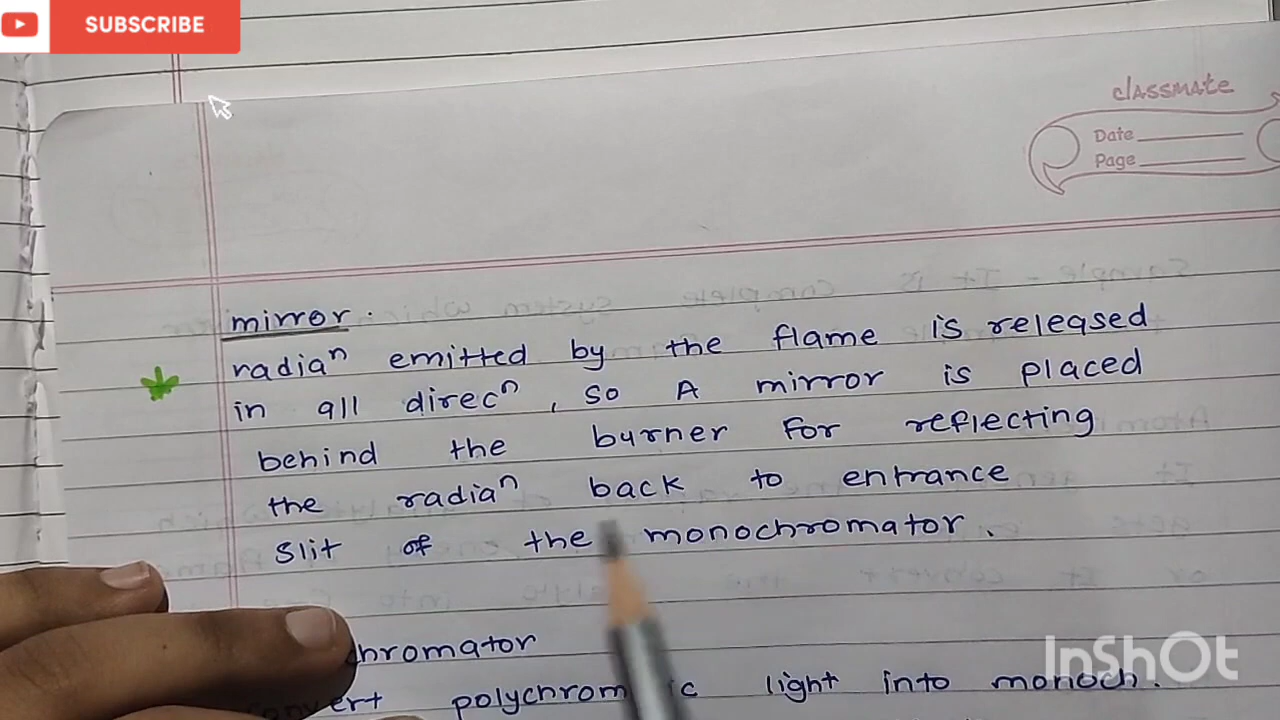 SUBSCRIBE
classmate
Date
Page
mirror.
radiaⁿ emitted by the flame is released
in all direcⁿ, so A mirror is placed
behind the burner for reflecting
the radiaⁿ back to entrance
slit of the monochromator.
chromator
light into monoch.
InShOt